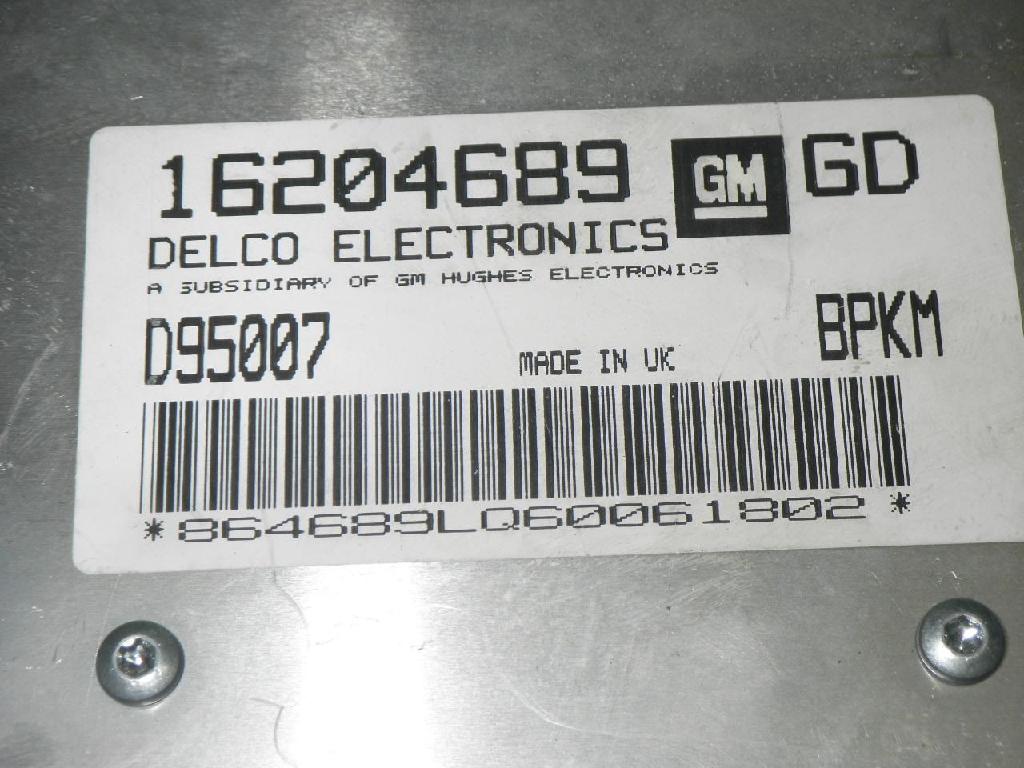 16204689 GM GD
DELCO ELECTRONICS
A SUBSIDIARY OF GM HUGHES ELECTRONICS
D95007 MADE IN UK BPKM
*864689LQ60061802*